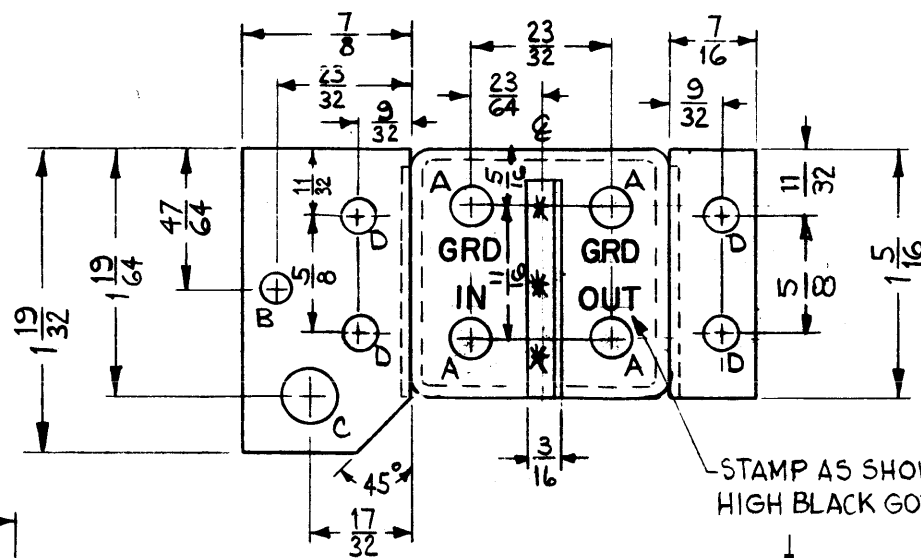 7/8
23/32
7/16
23/32
23/64
9/32
9/32
℄
11/32
5/16
11/32
A
A
47/64
D
D
GRD
GRD
1 19/64
5/8
11/16
5/8
1 5/16
1 19/32
B
IN
OUT
D
A
A
D
C
3/16
45°
17/32
STAMP AS SHO
HIGH BLACK GO